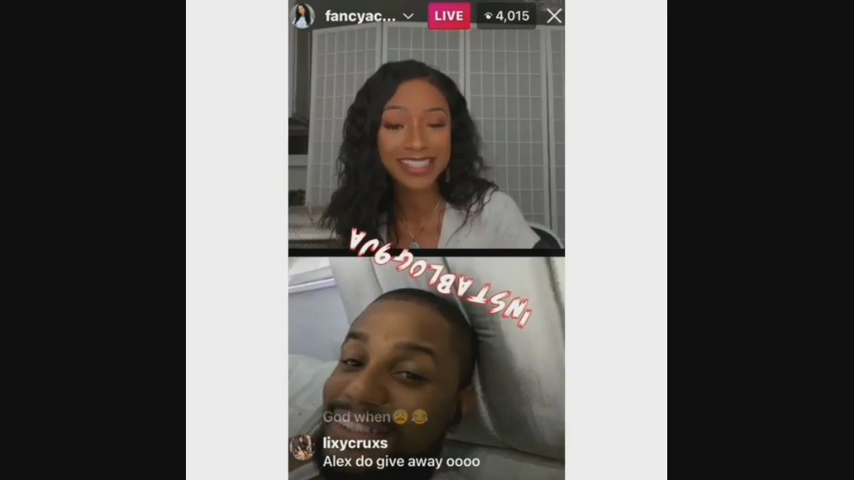 fancyac...
LIVE
4,015
INSTABLOG9JA
God when😩😂
lixycruxs
Alex do give away oooo